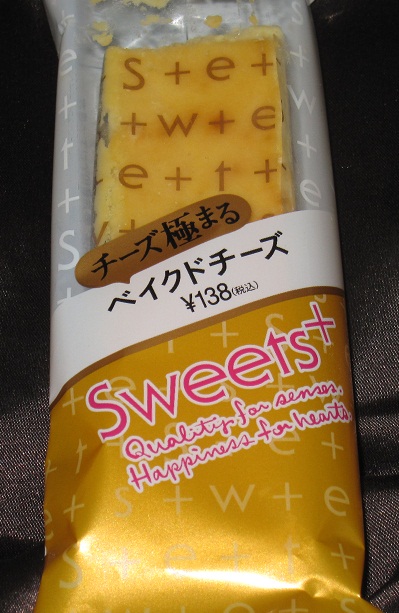 S+e+
+w+e
e+t+
チーズ極まる
ベイクドチーズ
¥138(税込)
Sweets+
Quality for senses.
Happiness for hearts.